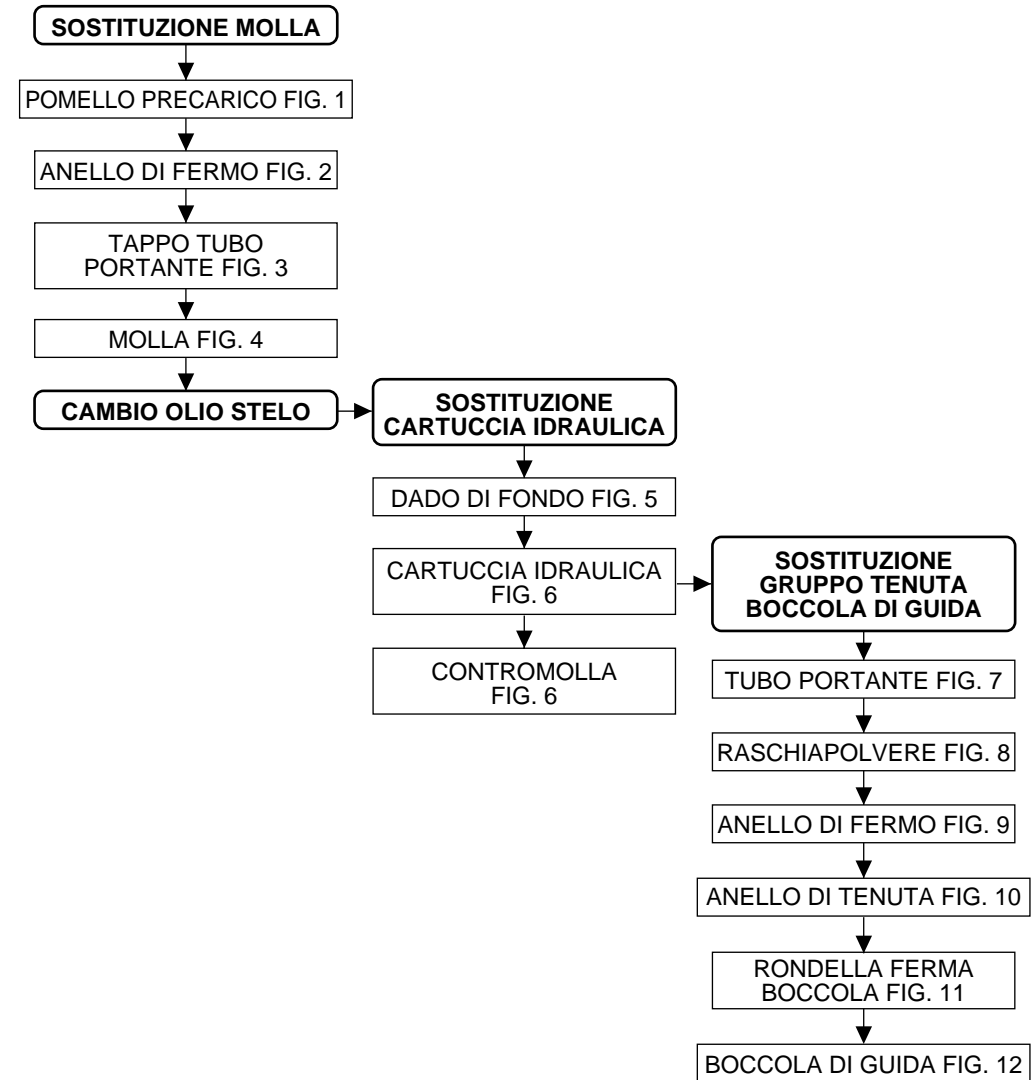 SOSTITUZIONE MOLLA
POMELLO PRECARICO FIG. 1
ANELLO DI FERMO FIG. 2
TAPPO TUBO
PORTANTE FIG. 3
MOLLA FIG. 4
CAMBIO OLIO STELO
SOSTITUZIONE
CARTUCCIA IDRAULICA
DADO DI FONDO FIG. 5
CARTUCCIA IDRAULICA
FIG. 6
CONTROMOLLA
FIG. 6
SOSTITUZIONE
GRUPPO TENUTA
BOCCOLA DI GUIDA
TUBO PORTANTE FIG. 7
RASCHIAPOLVERE FIG. 8
ANELLO DI FERMO FIG. 9
ANELLO DI TENUTA FIG. 10
RONDELLA FERMA
BOCCOLA FIG. 11
BOCCOLA DI GUIDA FIG. 12